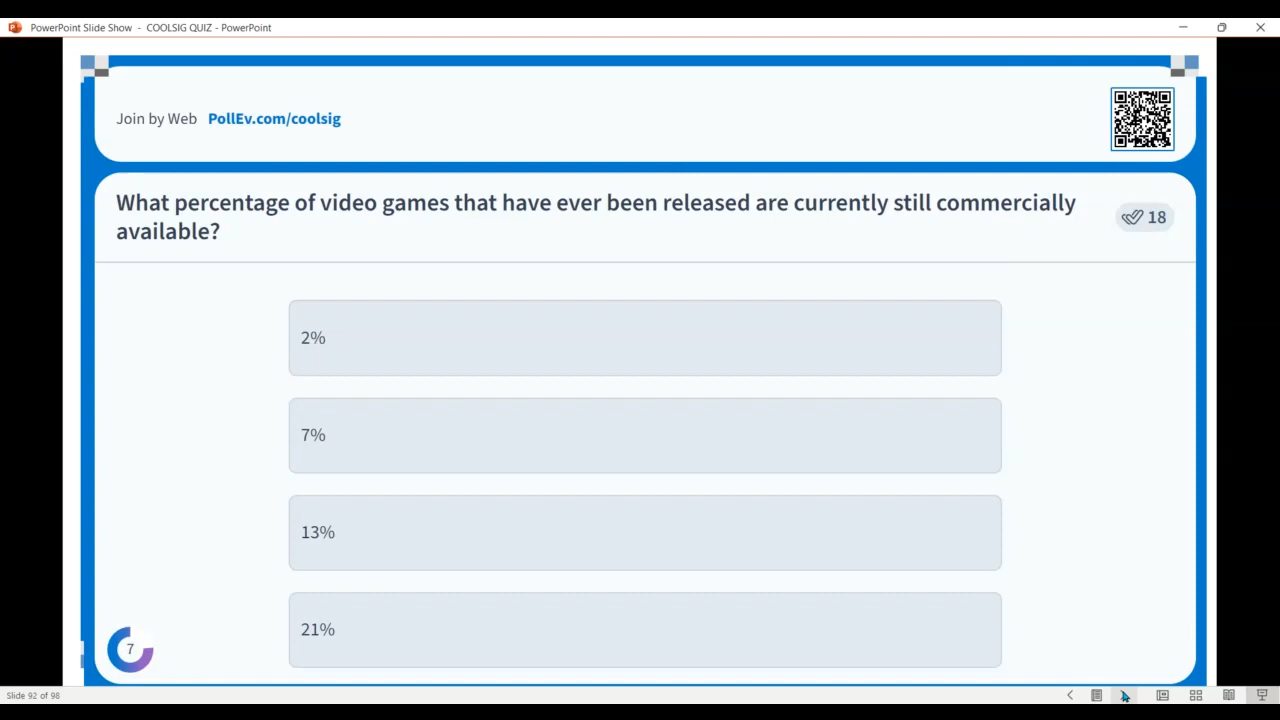 PowerPoint Slide Show - COOLSIG QUIZ - PowerPoint
Join by Web PollEv.com/coolsig
What percentage of video games that have ever been released are currently still commercially
available?
18
2%
7%
13%
21%
7
Slide 92 of 98